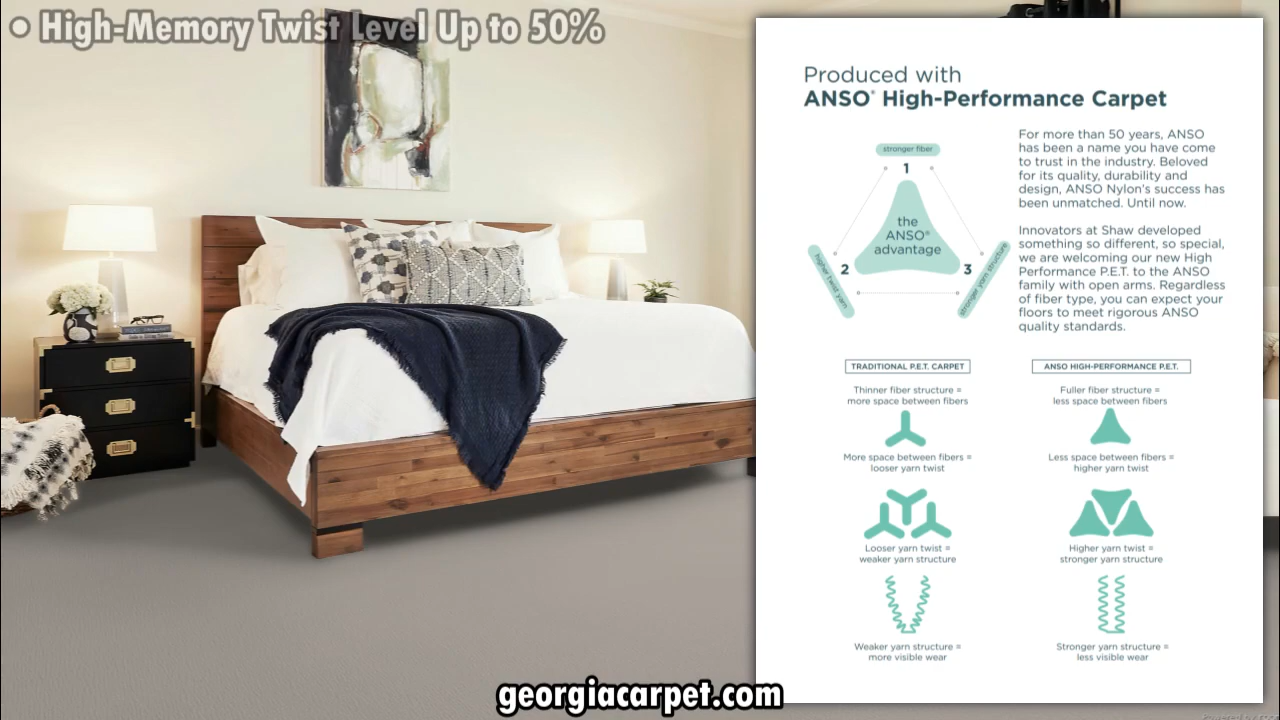 • High-Memory Twist Level Up to 50%
Produced with
ANSO® High-Performance Carpet
stronger fiber
1
the
ANSO®
advantage
2
3
higher twist yarn
stronger yarn structure
For more than 50 years, ANSO
has been a name you have come
to trust in the industry. Beloved
for its quality, durability and
design, ANSO Nylon's success has
been unmatched. Until now.
Innovators at Shaw developed
something so different, so special,
we are welcoming our new High
Performance P.E.T. to the ANSO
family with open arms. Regardless
of fiber type, you can expect your
floors to meet rigorous ANSO
quality standards.
TRADITIONAL P.E.T. CARPET
Thinner fiber structure =
more space between fibers
More space between fibers =
looser yarn twist
Looser yarn twist =
weaker yarn structure
Weaker yarn structure =
more visible wear
ANSO HIGH-PERFORMANCE P.E.T.
Fuller fiber structure =
less space between fibers
Less space between fibers =
higher yarn twist
Higher yarn twist =
stronger yarn structure
Stronger yarn structure =
less visible wear
georgiacarpet.com
Powered by